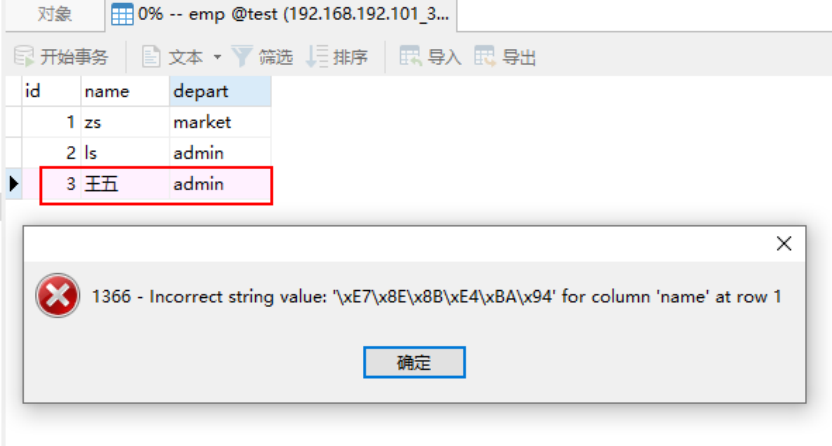 对象 0% -- emp @test (192.168.192.101_3...
开始事务 文本 筛选 排序 导入 导出
id name depart
1 zs market
2 ls admin
3 王五 admin
1366 - Incorrect string value: '\xE7\x8E\x8B\xE4\xBA\x94' for column 'name' at row 1
确定